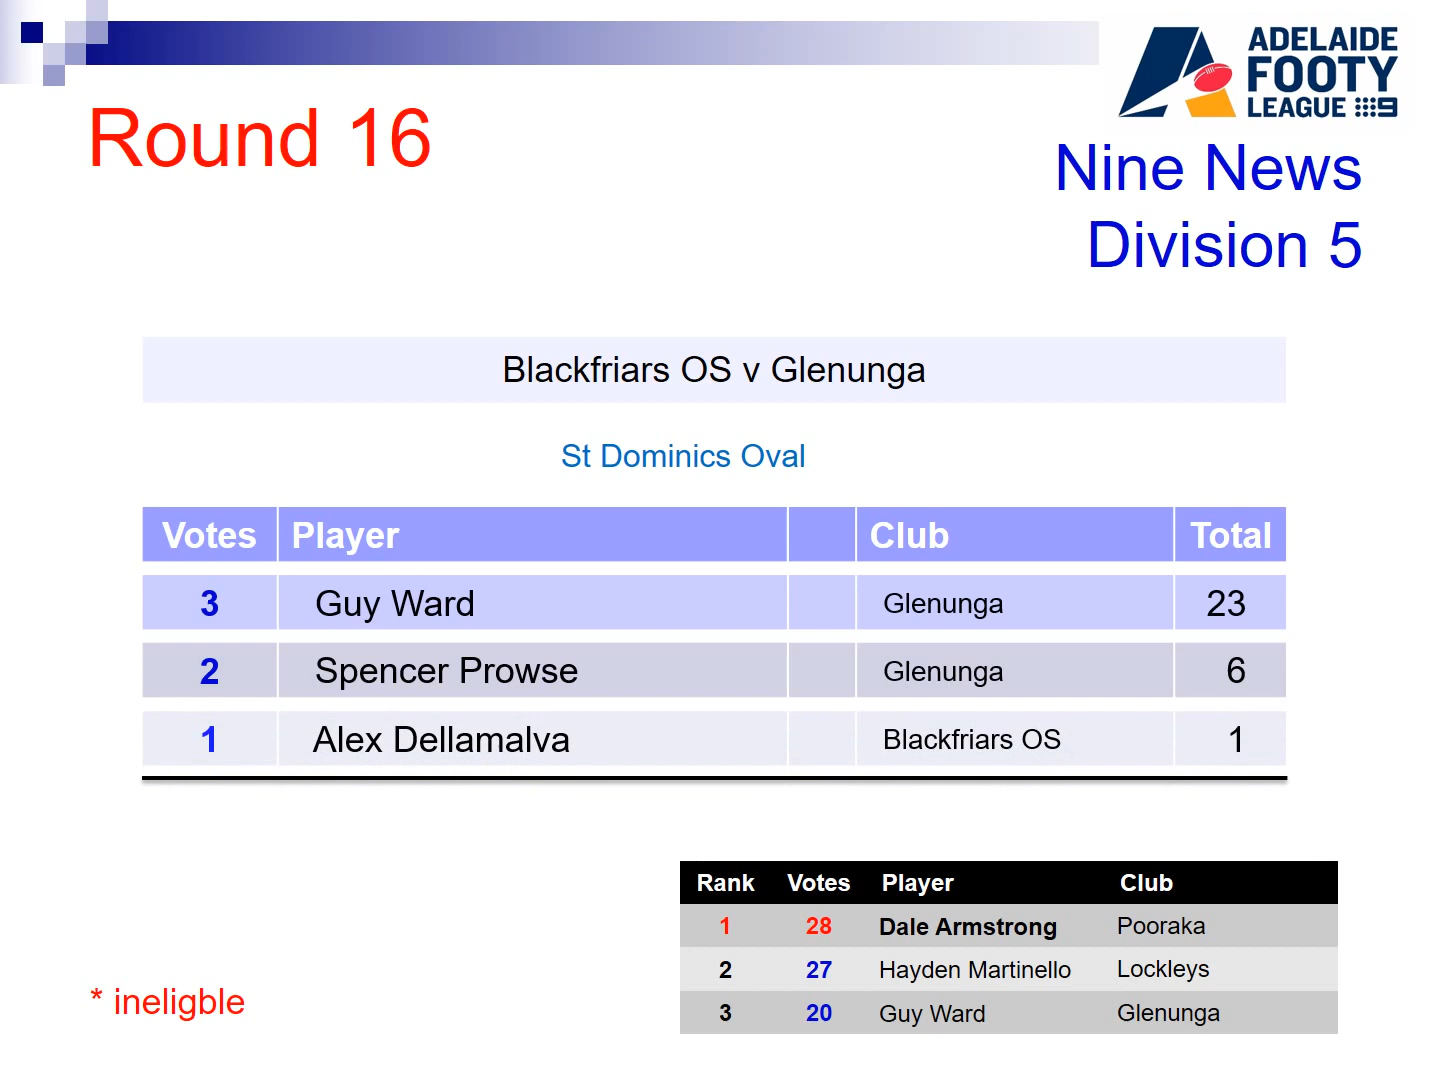 ADELAIDE
FOOTY
LEAGUE 9
Round 16
Nine News
Division 5
Blackfriars OS v Glenunga
St Dominics Oval
Votes Player Club Total
3 Guy Ward Glenunga 23
2 Spencer Prowse Glenunga 6
1 Alex Dellamalva Blackfriars OS 1
Rank Votes Player Club
1 28 Dale Armstrong Pooraka
2 27 Hayden Martinello Lockleys
3 20 Guy Ward Glenunga
* ineligble